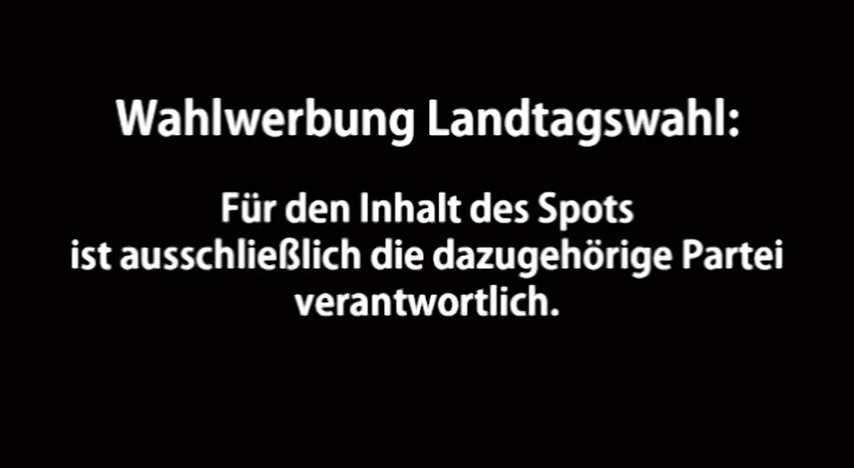 Wahlwerbung Landtagswahl:
Für den Inhalt des Spots
ist ausschließlich die dazugehörige Partei
verantwortlich.